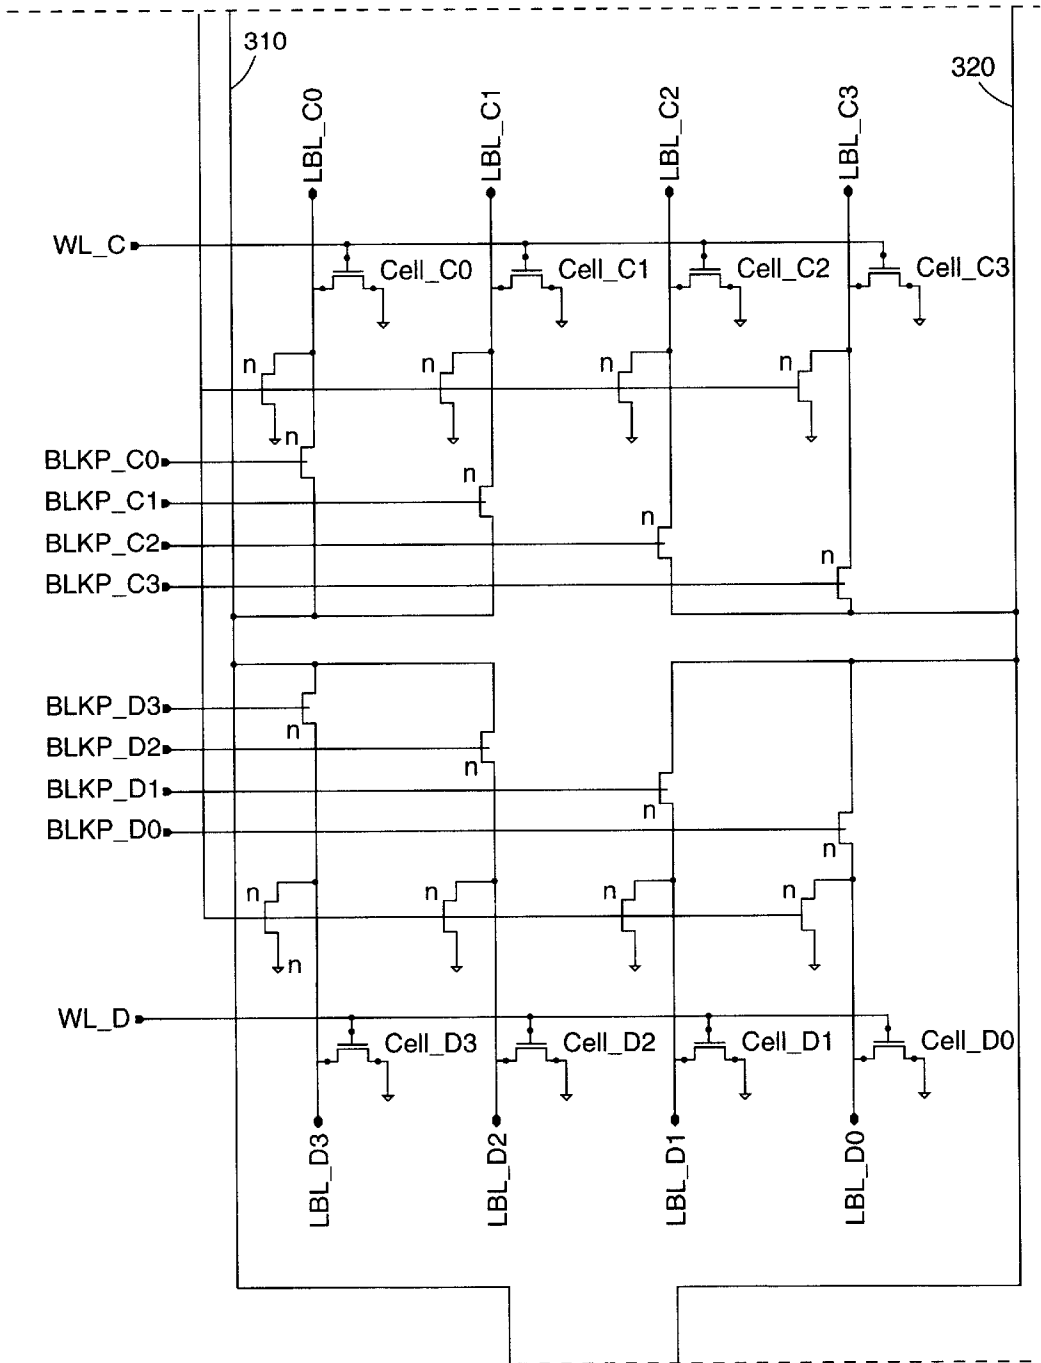 310
320
LBL_C0
LBL_C1
LBL_C2
LBL_C3
WL_C
Cell_C0
Cell_C1
Cell_C2
Cell_C3
n
n
n
n
BLKP_C0
n
BLKP_C1
n
BLKP_C2
n
BLKP_C3
n
BLKP_D3
n
BLKP_D2
n
BLKP_D1
n
BLKP_D0
n
n
n
n
n
n
WL_D
Cell_D3
Cell_D2
Cell_D1
Cell_D0
LBL_D3
LBL_D2
LBL_D1
LBL_D0